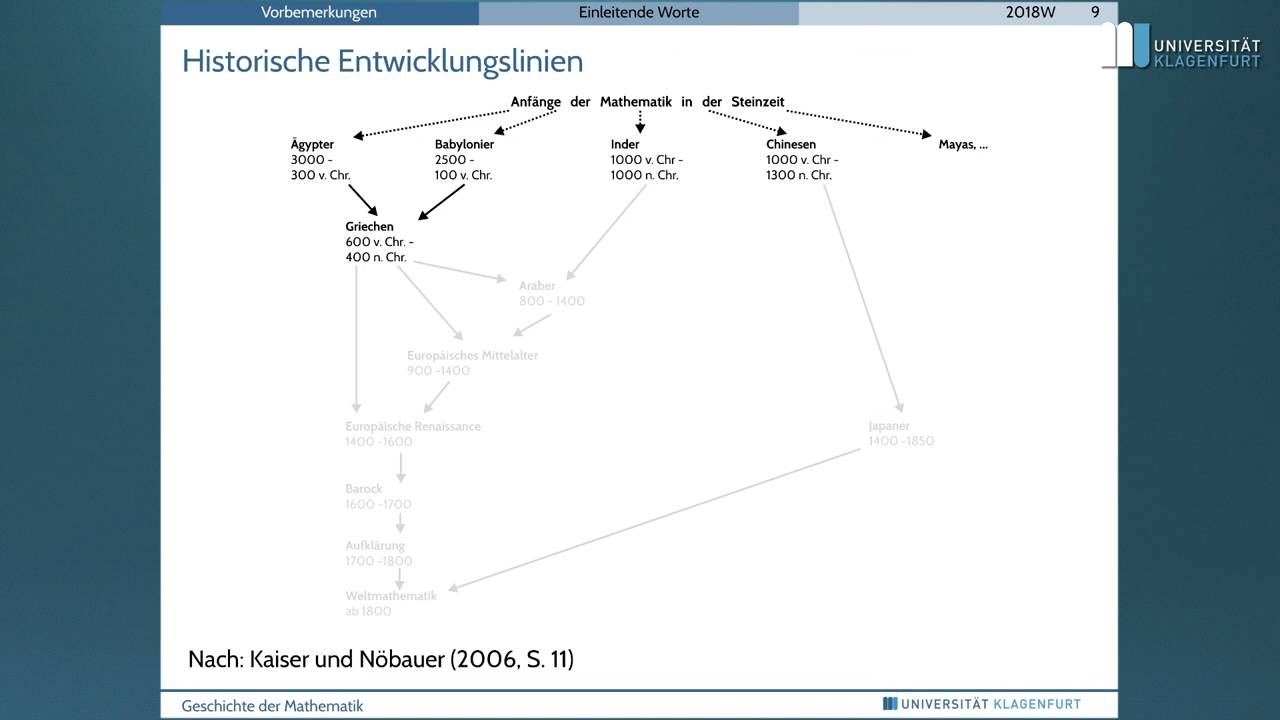 Vorbemerkungen
Einleitende Worte
2018W 9
UNIVERSITÄT
KLAGENFURT
Historische Entwicklungslinien
Anfänge der Mathematik in der Steinzeit
Ägypter
3000 -
300 v. Chr.
Babylonier
2500 -
100 v. Chr.
Inder
1000 v. Chr -
1000 n. Chr.
Chinesen
1000 v. Chr -
1300 n. Chr.
Mayas, ...
Griechen
600 v. Chr. -
400 n. Chr.
Araber
800 - 1400
Europäisches Mittelalter
900 -1400
Europäische Renaissance
1400 -1600
Japaner
1400 -1850
Barock
1600 -1700
Aufklärung
1700 -1800
Weltmathematik
ab 1800
Nach: Kaiser und Nöbauer (2006, S. 11)
Geschichte der Mathematik
UNIVERSITÄT KLAGENFURT